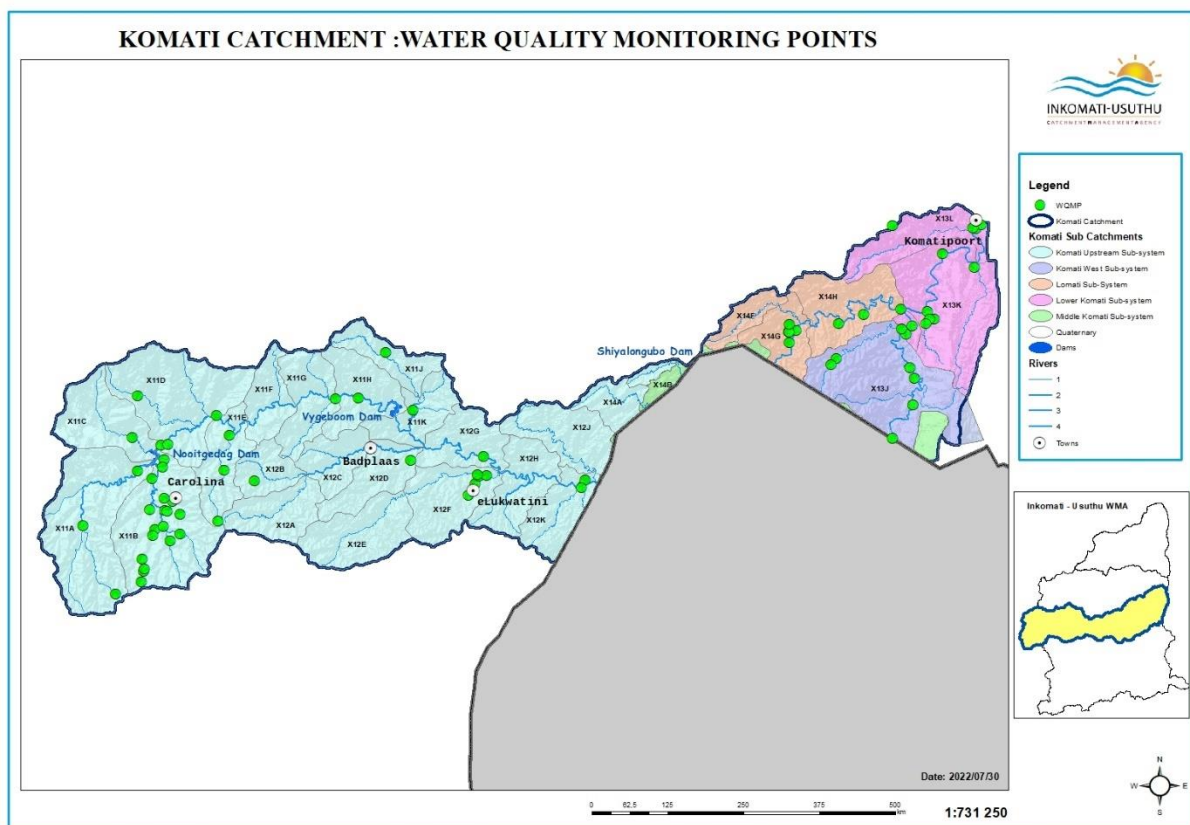 KOMATI CATCHMENT :WATER QUALITY MONITORING POINTS
INKOMATI-USUTHU
CATCHMENT MANAGEMENT AGENCY
Legend
WQMP
Komati Catchment
Komati Sub Catchments
Komati Upstream Sub-system
Komati West Sub-system
Lomati Sub-System
Lower Komati Sub-system
Middle Komati Sub-system
Quaternary
Dams
Rivers
1
2
3
4
Towns
X13L
Komatipoort
X14H
X13K
X14F
X14G
Shiyalongubo Dam
X13J
X14B
X14A
X11J
X11H
X11G
X11F
X11D
X11C
X11E
Vygeboom Dam
X11K
X12G
X12J
Nooitgedag Dam
Badplaas
X12H
X12B
X12C
X12D
Carolina
eLukwatini
X12F
X12K
X11A
X11B
X12A
X12E
Inkomati - Usuthu WMA
Date: 2022/07/30
N
W
E
S
0 62,5 125 250 375 500
km
1:731 250